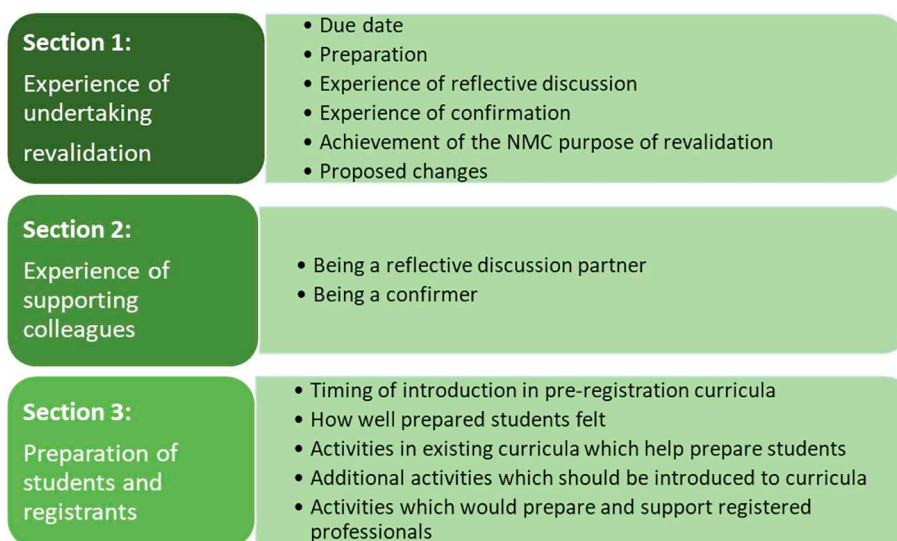 Section 1:
Experience of
undertaking
revalidation
• Due date
• Preparation
• Experience of reflective discussion
• Experience of confirmation
• Achievement of the NMC purpose of revalidation
• Proposed changes
Section 2:
Experience of
supporting
colleagues
• Being a reflective discussion partner
• Being a confirmer
Section 3:
Preparation of
students and
registrants
• Timing of introduction in pre-registration curricula
• How well prepared students felt
• Activities in existing curricula which help prepare students
• Additional activities which should be introduced to curricula
• Activities which would prepare and support registered
professionals